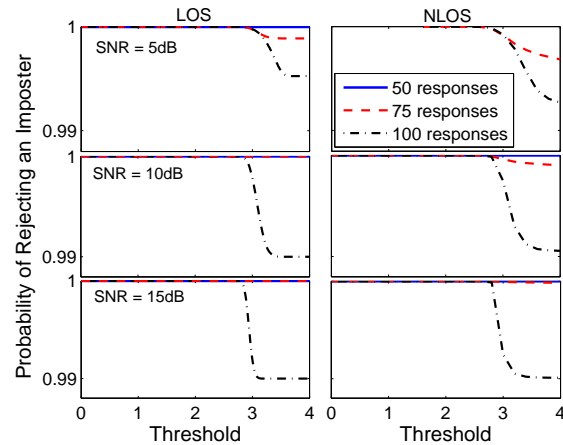 LOS
NLOS
Probability of Rejecting an Imposter
1
SNR = 5dB
0.99
50 responses
75 responses
100 responses
1
SNR = 10dB
0.99
1
SNR = 15dB
0.99
0 1 2 3 4
0 1 2 3 4
Threshold
Threshold